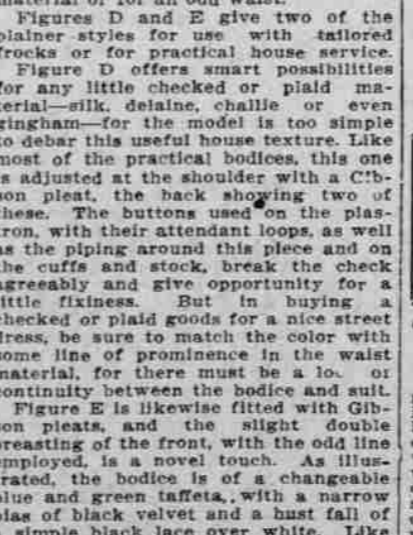 material or for an odd waist.
Figures D and E give two of the
plainer styles for use with tailored
frocks or for practical house service.
Figure D offers smart possibilities
for any little checked or plaid ma-
terial—silk, delaine, challie or even
gingham—for the model is too simple
to debar this useful house texture. Like
most of the practical bodices, this one
is adjusted at the shoulder with a Gib-
son pleat, the back showing two of
these. The buttons used on the plas-
tron, with their attendant loops, as well
as the piping around this piece and on
the cuffs and stock, break the check
agreeably and give opportunity for a
little fixiness. But in buying a
checked or plaid goods for a nice street
dress, be sure to match the color with
some line of prominence in the waist
material, for there must be a or
continuity between the bodice and suit.
Figure E is likewise fitted with Gib-
son pleats, and the slight double
breasting of the front, with the odd line
employed, is a novel touch. As illus-
trated, the bodice is of a changeable
blue and green taffeta, with a narrow
bias of black velvet and a bust fall of
simple black lace over white. Like